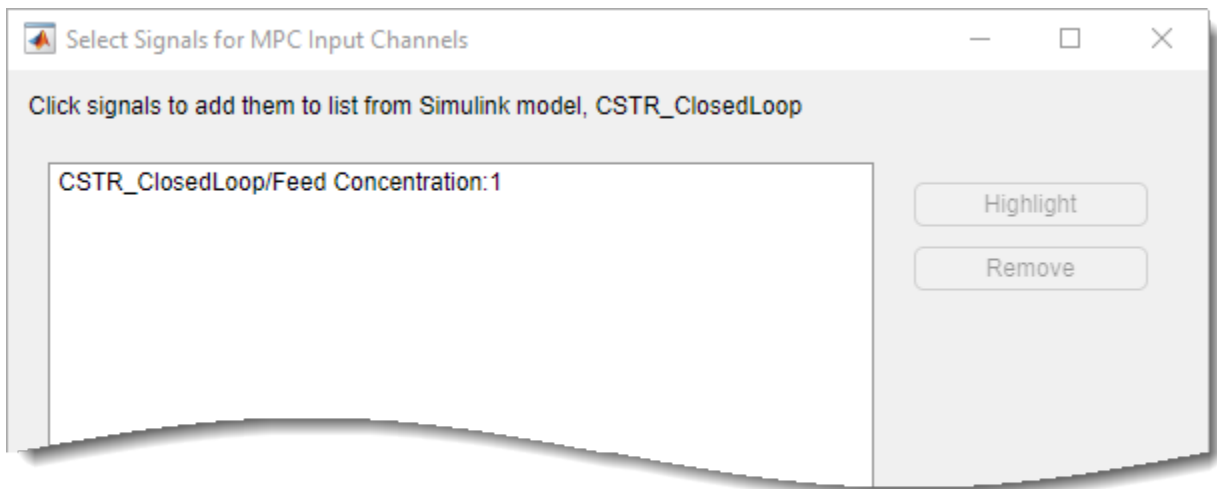 Select Signals for MPC Input Channels
Click signals to add them to list from Simulink model, CSTR_ClosedLoop
CSTR_ClosedLoop/Feed Concentration:1
Highlight
Remove